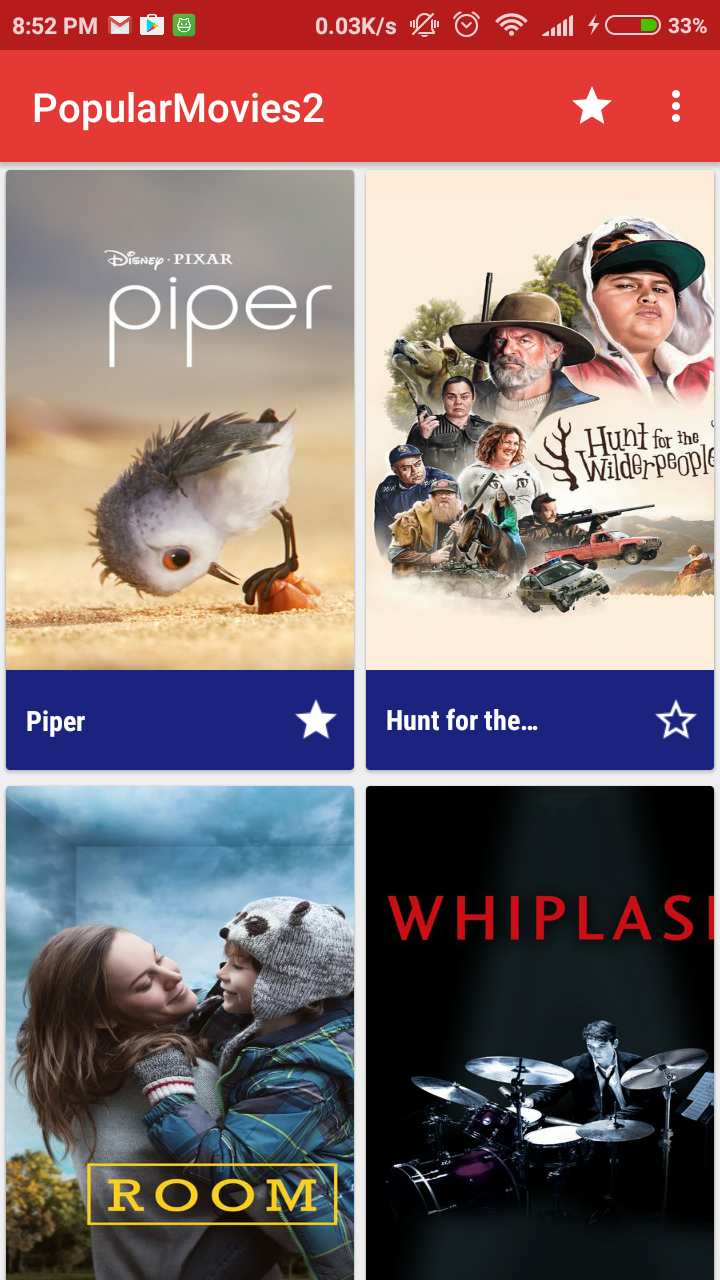 8:52 PM 0.03K/s 33%
PopularMovies2
Disney · PIXAR
piper
Hunt for the
Wilderpeople
Piper
Hunt for the…
ROOM
WHIPLAS